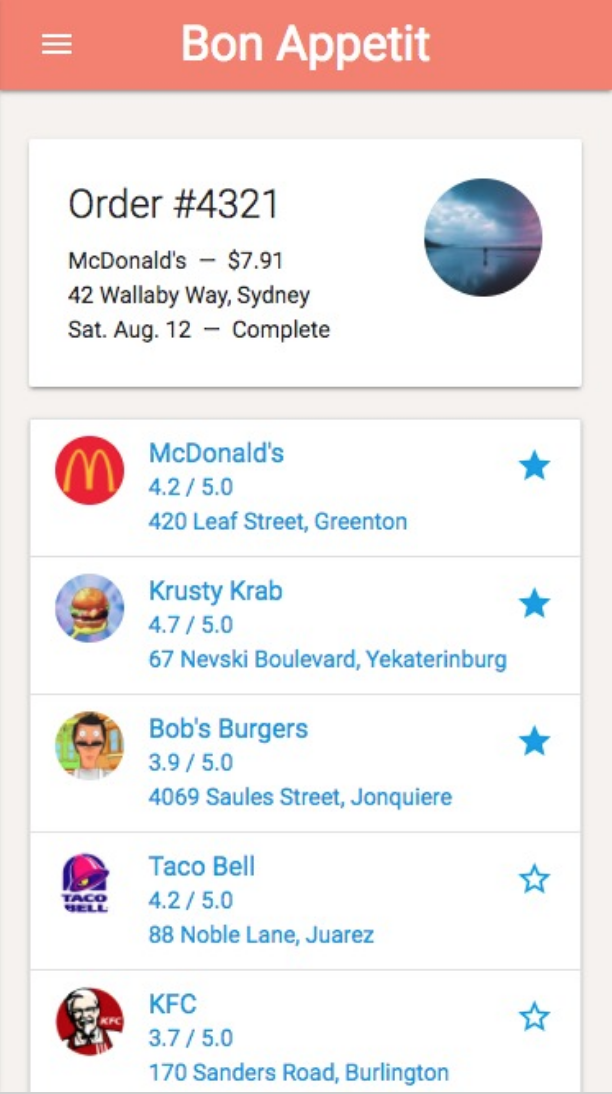 Bon Appetit
Order #4321
McDonald's — $7.91
42 Wallaby Way, Sydney
Sat. Aug. 12 — Complete
McDonald's
4.2 / 5.0
420 Leaf Street, Greenton
Krusty Krab
4.7 / 5.0
67 Nevski Boulevard, Yekaterinburg
Bob's Burgers
3.9 / 5.0
4069 Saules Street, Jonquiere
TACO
BELL
Taco Bell
4.2 / 5.0
88 Noble Lane, Juarez
KFC
KFC
3.7 / 5.0
170 Sanders Road, Burlington